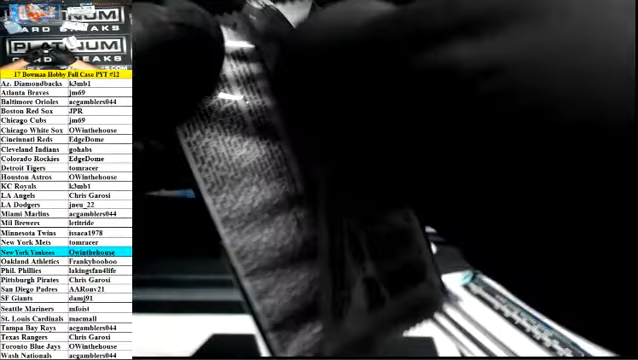 PLATINUM
CARD BREAKS
17 Bowman Hobby Full Case PYT #12
Az. Diamondbacks k3mb1
Atlanta Braves jm69
Baltimore Orioles acgamblers044
Boston Red Sox JPR
Chicago Cubs jm69
Chicago White Sox OWinthehouse
Cincinnati Reds EdgeDome
Cleveland Indians gohabs
Colorado Rockies EdgeDome
Detroit Tigers tomracer
Houston Astros OWinthehouse
KC Royals k3mb1
LA Angels Chris Garosi
LA Dodgers jneu_22
Miami Marlins acgamblers044
Mil Brewers letitride
Minnesota Twins issaca1978
New York Mets tomracer
New York Yankees Owinthehouse
Oakland Athletics Frankybooboo
Phil. Phillies lakingsfan4life
Pittsburgh Pirates Chris Garosi
San Diego Padres AARonv21
SF Giants damj91
Seattle Mariners mfoist
St. Louis Cardinals macmall
Tampa Bay Rays acgamblers044
Texas Rangers Chris Garosi
Toronto Blue Jays OWinthehouse
Wash Nationals acgamblers044